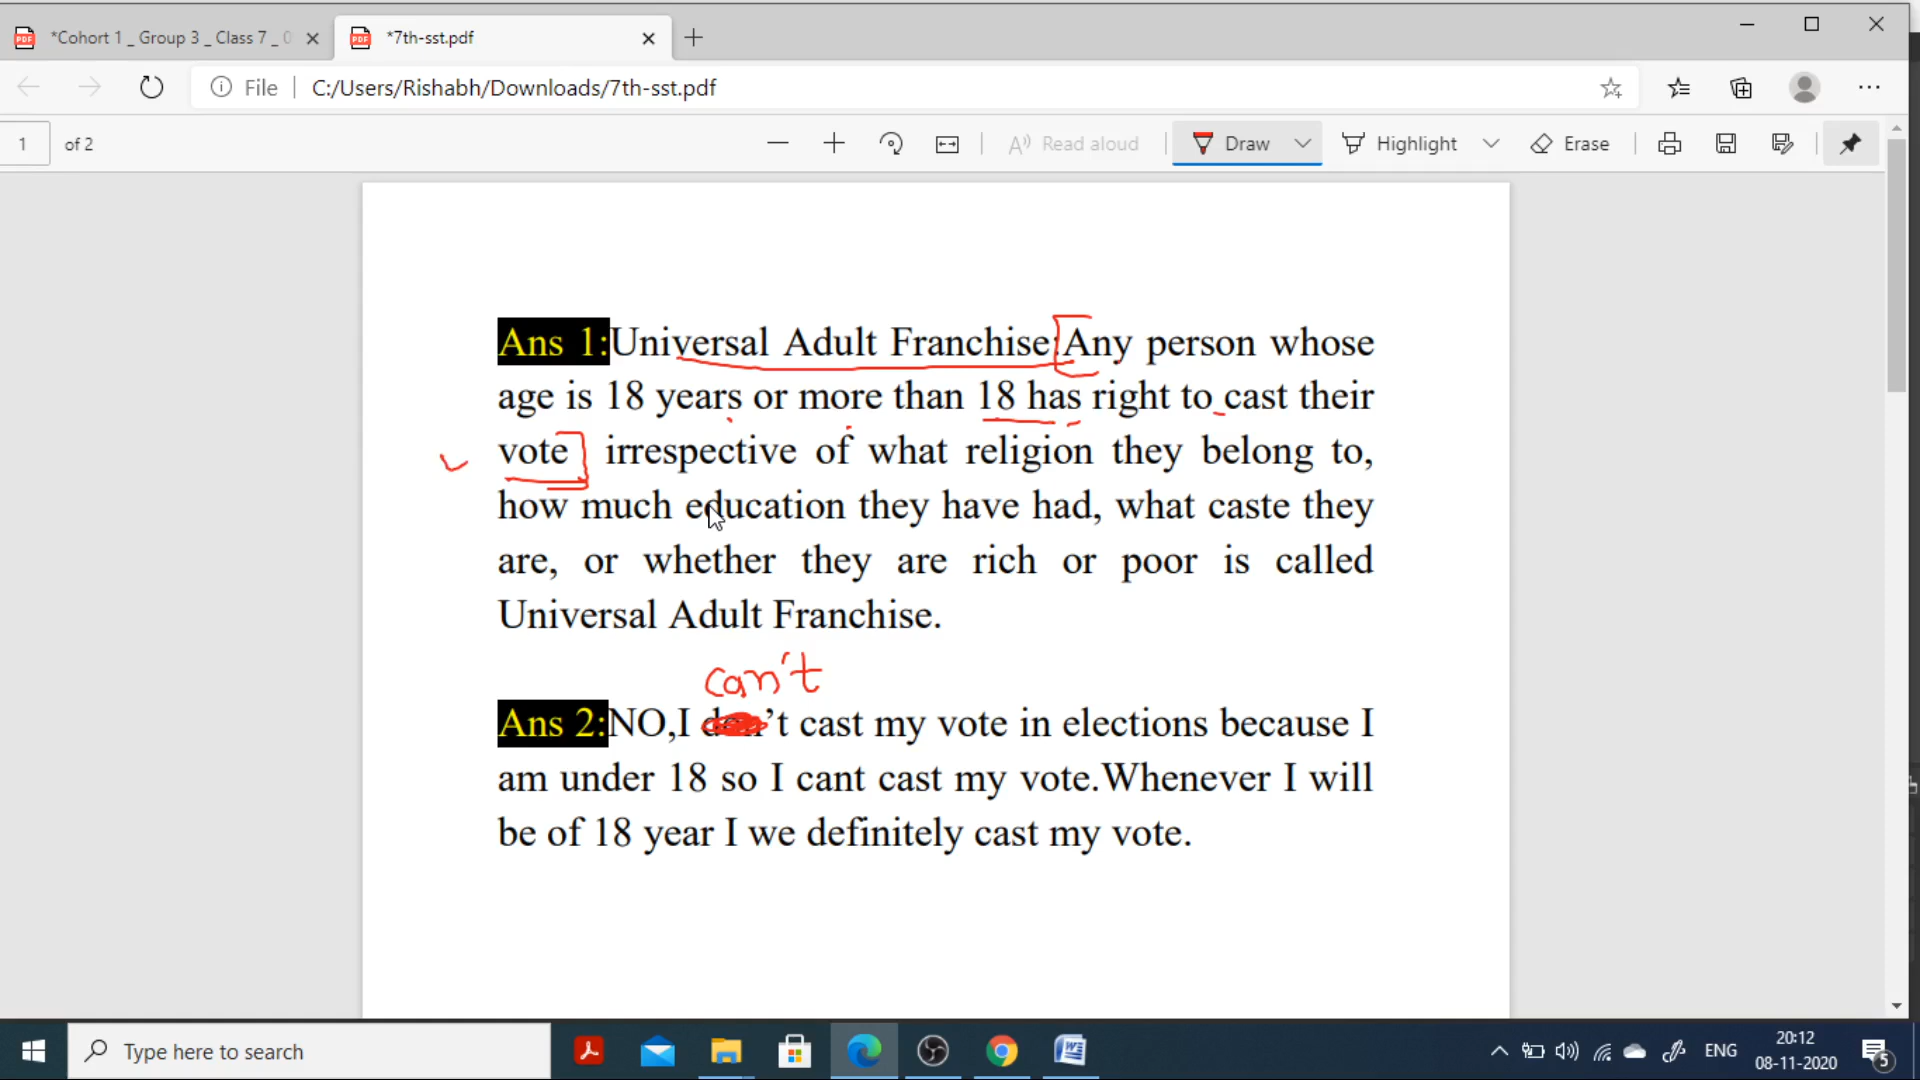 *Cohort 1 _ Group 3 _ Class 7 _
*7th-sst.pdf
File C:/Users/Rishabh/Downloads/7th-sst.pdf
1 of 2 Read aloud Draw Highlight Erase
Ans 1:Universal Adult Franchise:Any person whose
age is 18 years or more than 18 has right to cast their
vote irrespective of what religion they belong to,
how much education they have had, what caste they
are, or whether they are rich or poor is called
Universal Adult Franchise.
can't
Ans 2:NO,I don’t cast my vote in elections because I
am under 18 so I cant cast my vote.Whenever I will
be of 18 year I we definitely cast my vote.
Type here to search
ENG
20:12
08-11-2020
5